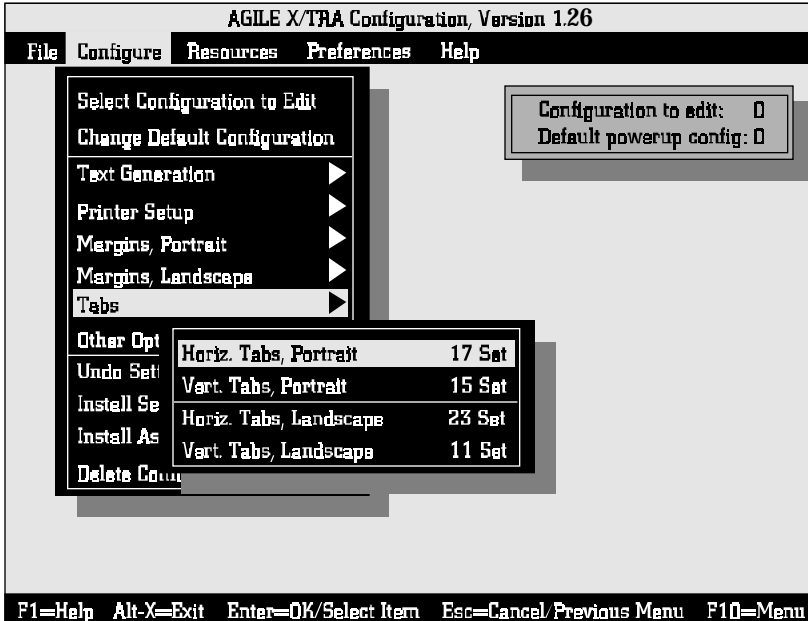 AGILE X/TRA Configuration, Version 1.26
File Configure Resources Preferences Help
Select Configuration to Edit
Change Default Configuration
Text Generation
Printer Setup
Margins, Portrait
Margins, Landscape
Tabs
Other Opt
Undo Set
Install Se
Install As
Delete
Configuration to edit: 0
Default powerup config: 0
Horiz. Tabs, Portrait 17 Set
Vert. Tabs, Portrait 15 Set
Horiz. Tabs, Landscape 23 Set
Vert. Tabs, Landscape 11 Set
F1=Help Alt-X=Exit Enter=OK/Select Item Esc=Cancel/Previous Menu F10=Menu